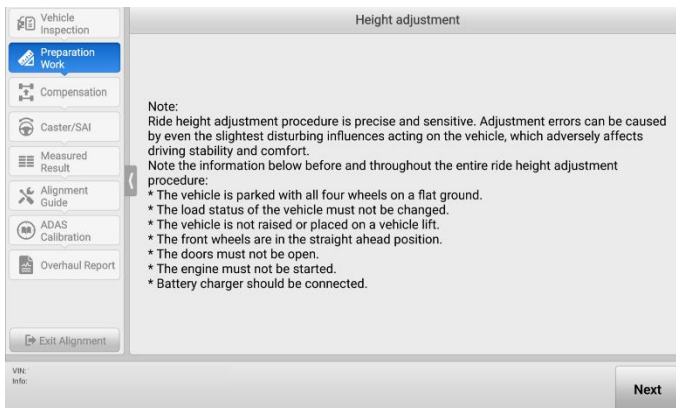 Vehicle
Inspection
Preparation
Work
Compensation
Caster/SAI
Measured
Result
Alignment
Guide
ADAS
Calibration
Overhaul Report
Exit Alignment
Height adjustment
Note:
Ride height adjustment procedure is precise and sensitive. Adjustment errors can be caused
by even the slightest disturbing influences acting on the vehicle, which adversely affects
driving stability and comfort.
Note the information below before and throughout the entire ride height adjustment
procedure:
* The vehicle is parked with all four wheels on a flat ground.
* The load status of the vehicle must not be changed.
* The vehicle is not raised or placed on a vehicle lift.
* The front wheels are in the straight ahead position.
* The doors must not be open.
* The engine must not be started.
* Battery charger should be connected.
VIN:
Info:
Next